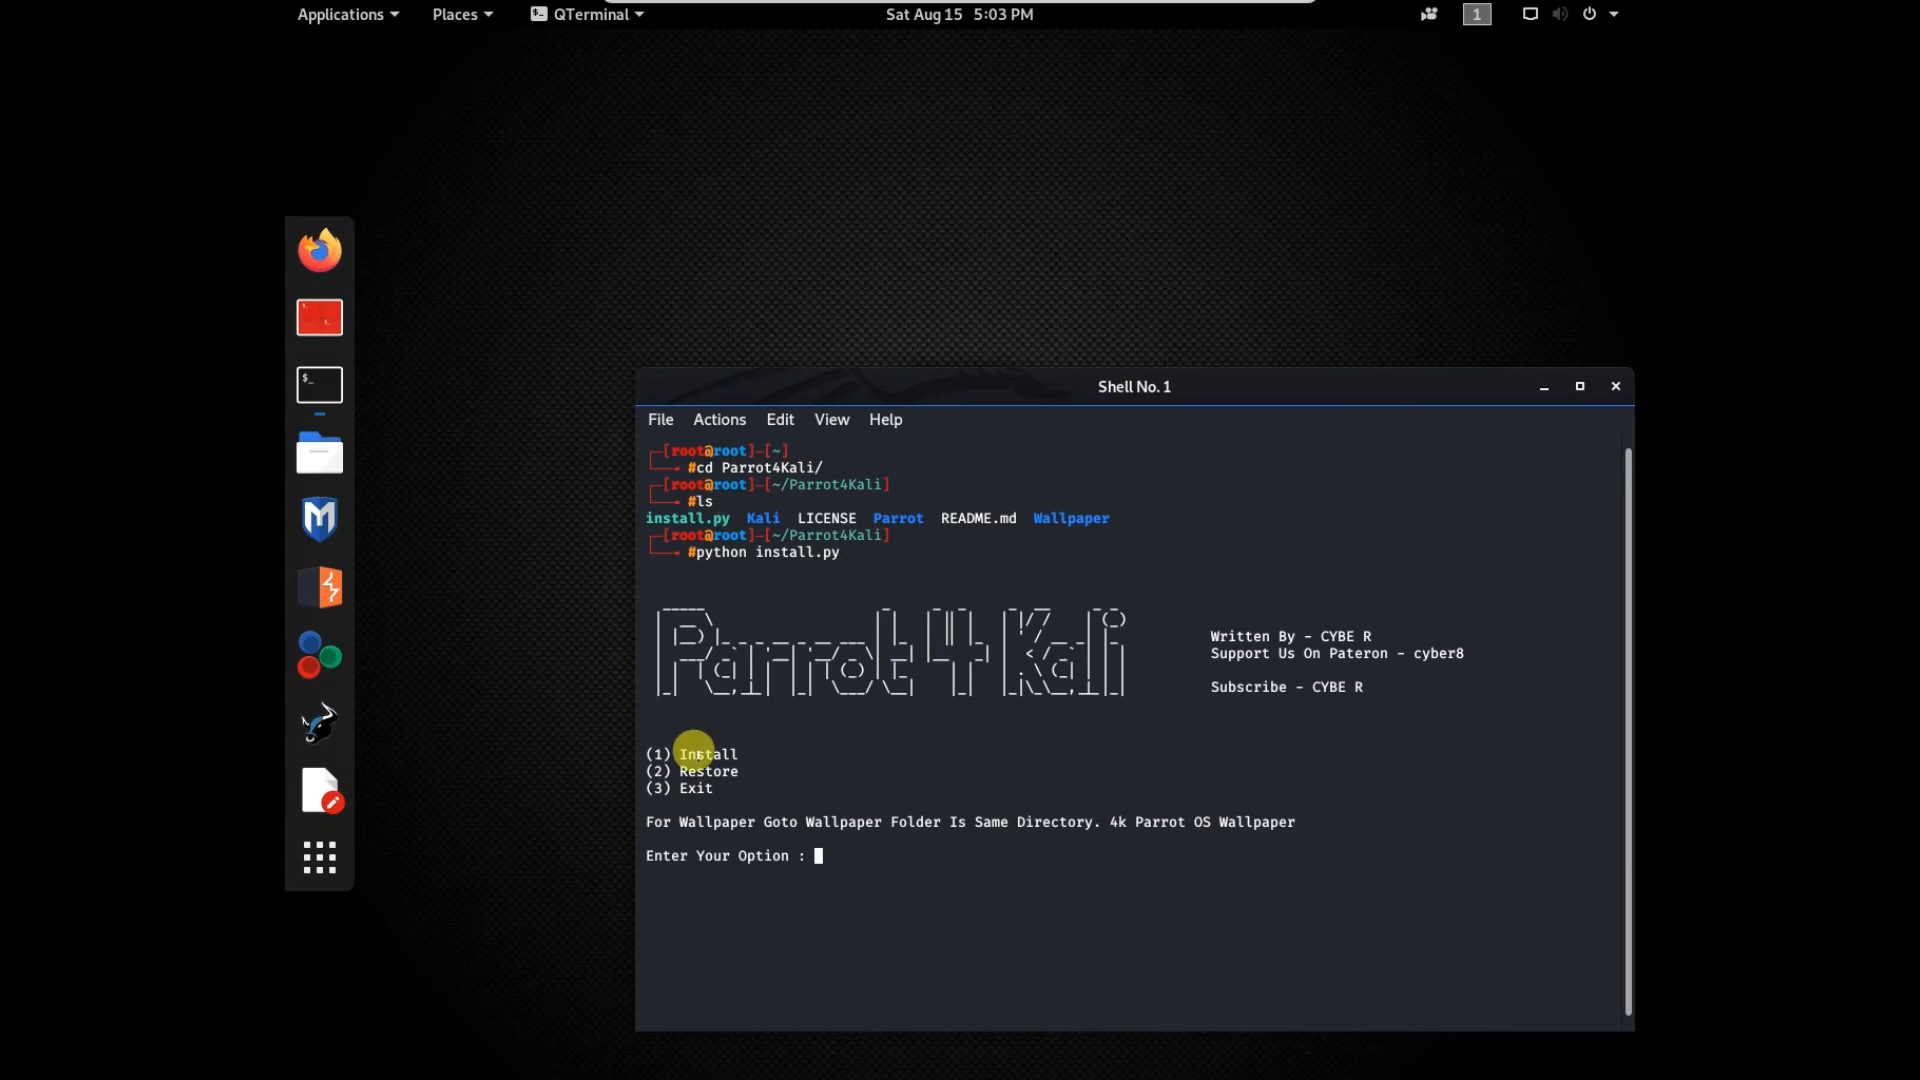 Applications Places QTerminal Sat Aug 15 5:03 PM 1
Shell No. 1
File Actions Edit View Help
[root@root]-[~]
#cd Parrot4Kali/
[root@root]-[~/Parrot4Kali]
#ls
install.py Kali LICENSE Parrot README.md Wallpaper
[root@root]-[~/Parrot4Kali]
#python install.py
Parrot 4 Kali
Written By - CYBE R
Support Us On Pateron - cyber8
Subscribe - CYBE R
(1) Install
(2) Restore
(3) Exit
For Wallpaper Goto Wallpaper Folder Is Same Directory. 4k Parrot OS Wallpaper
Enter Your Option :